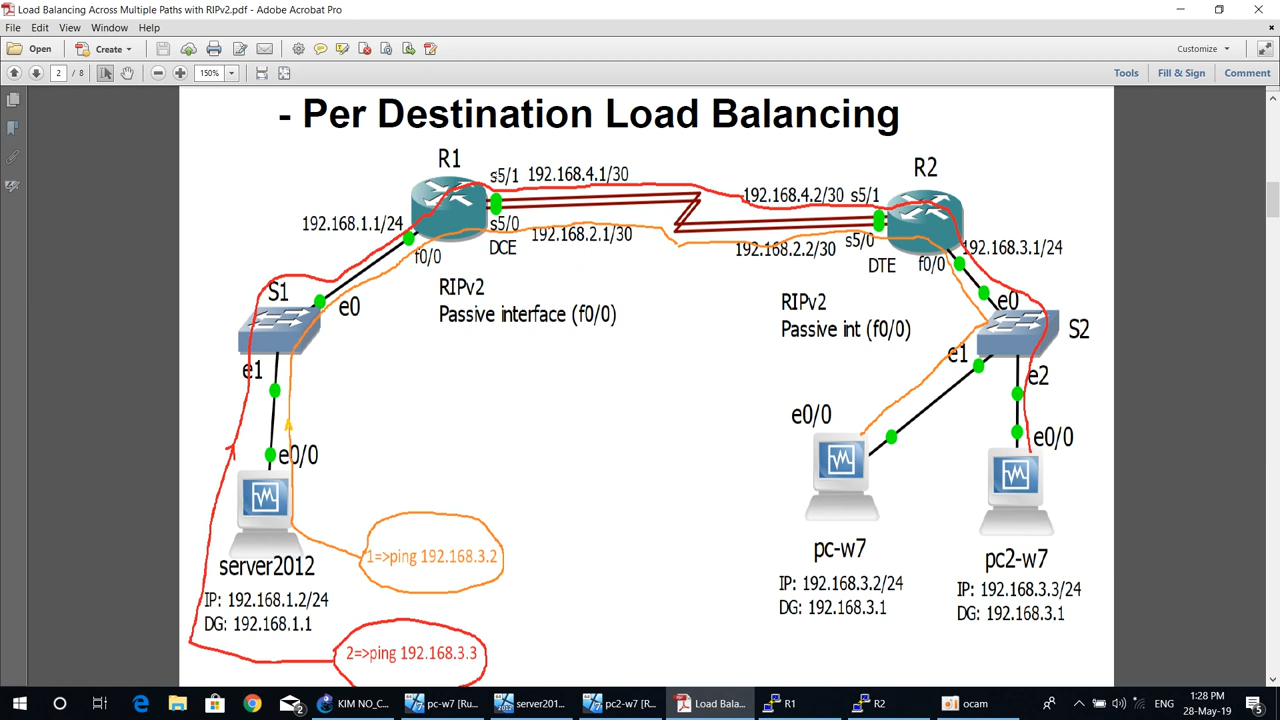 Load Balancing Across Multiple Paths with RIPv2.pdf - Adobe Acrobat Pro
File Edit View Window Help
Open Create Customize
2 / 8 150% Tools Fill & Sign Comment
- Per Destination Load Balancing
R1
R2
s5/1 192.168.4.1/30
192.168.4.2/30 s5/1
192.168.1.1/24
s5/0
192.168.2.1/30
DCE
f0/0
s5/0
192.168.2.2/30
192.168.3.1/24
DTE
f0/0
S1
e0
RIPv2
Passive interface (f0/0)
RIPv2
Passive int (f0/0)
e0
S2
e1
e1
e2
e0/0
e0/0
e0/0
1=>ping 192.168.3.2
server2012
IP: 192.168.1.2/24
DG: 192.168.1.1
pc-w7
IP: 192.168.3.2/24
DG: 192.168.3.1
pc2-w7
IP: 192.168.3.3/24
DG: 192.168.3.1
2=>ping 192.168.3.3
2 KIM NO_C... pc-w7 [Ru... server201... pc2-w7 [R... Load Bala... R1 R2 ocam ENG 1:28 PM
28-May-19 5